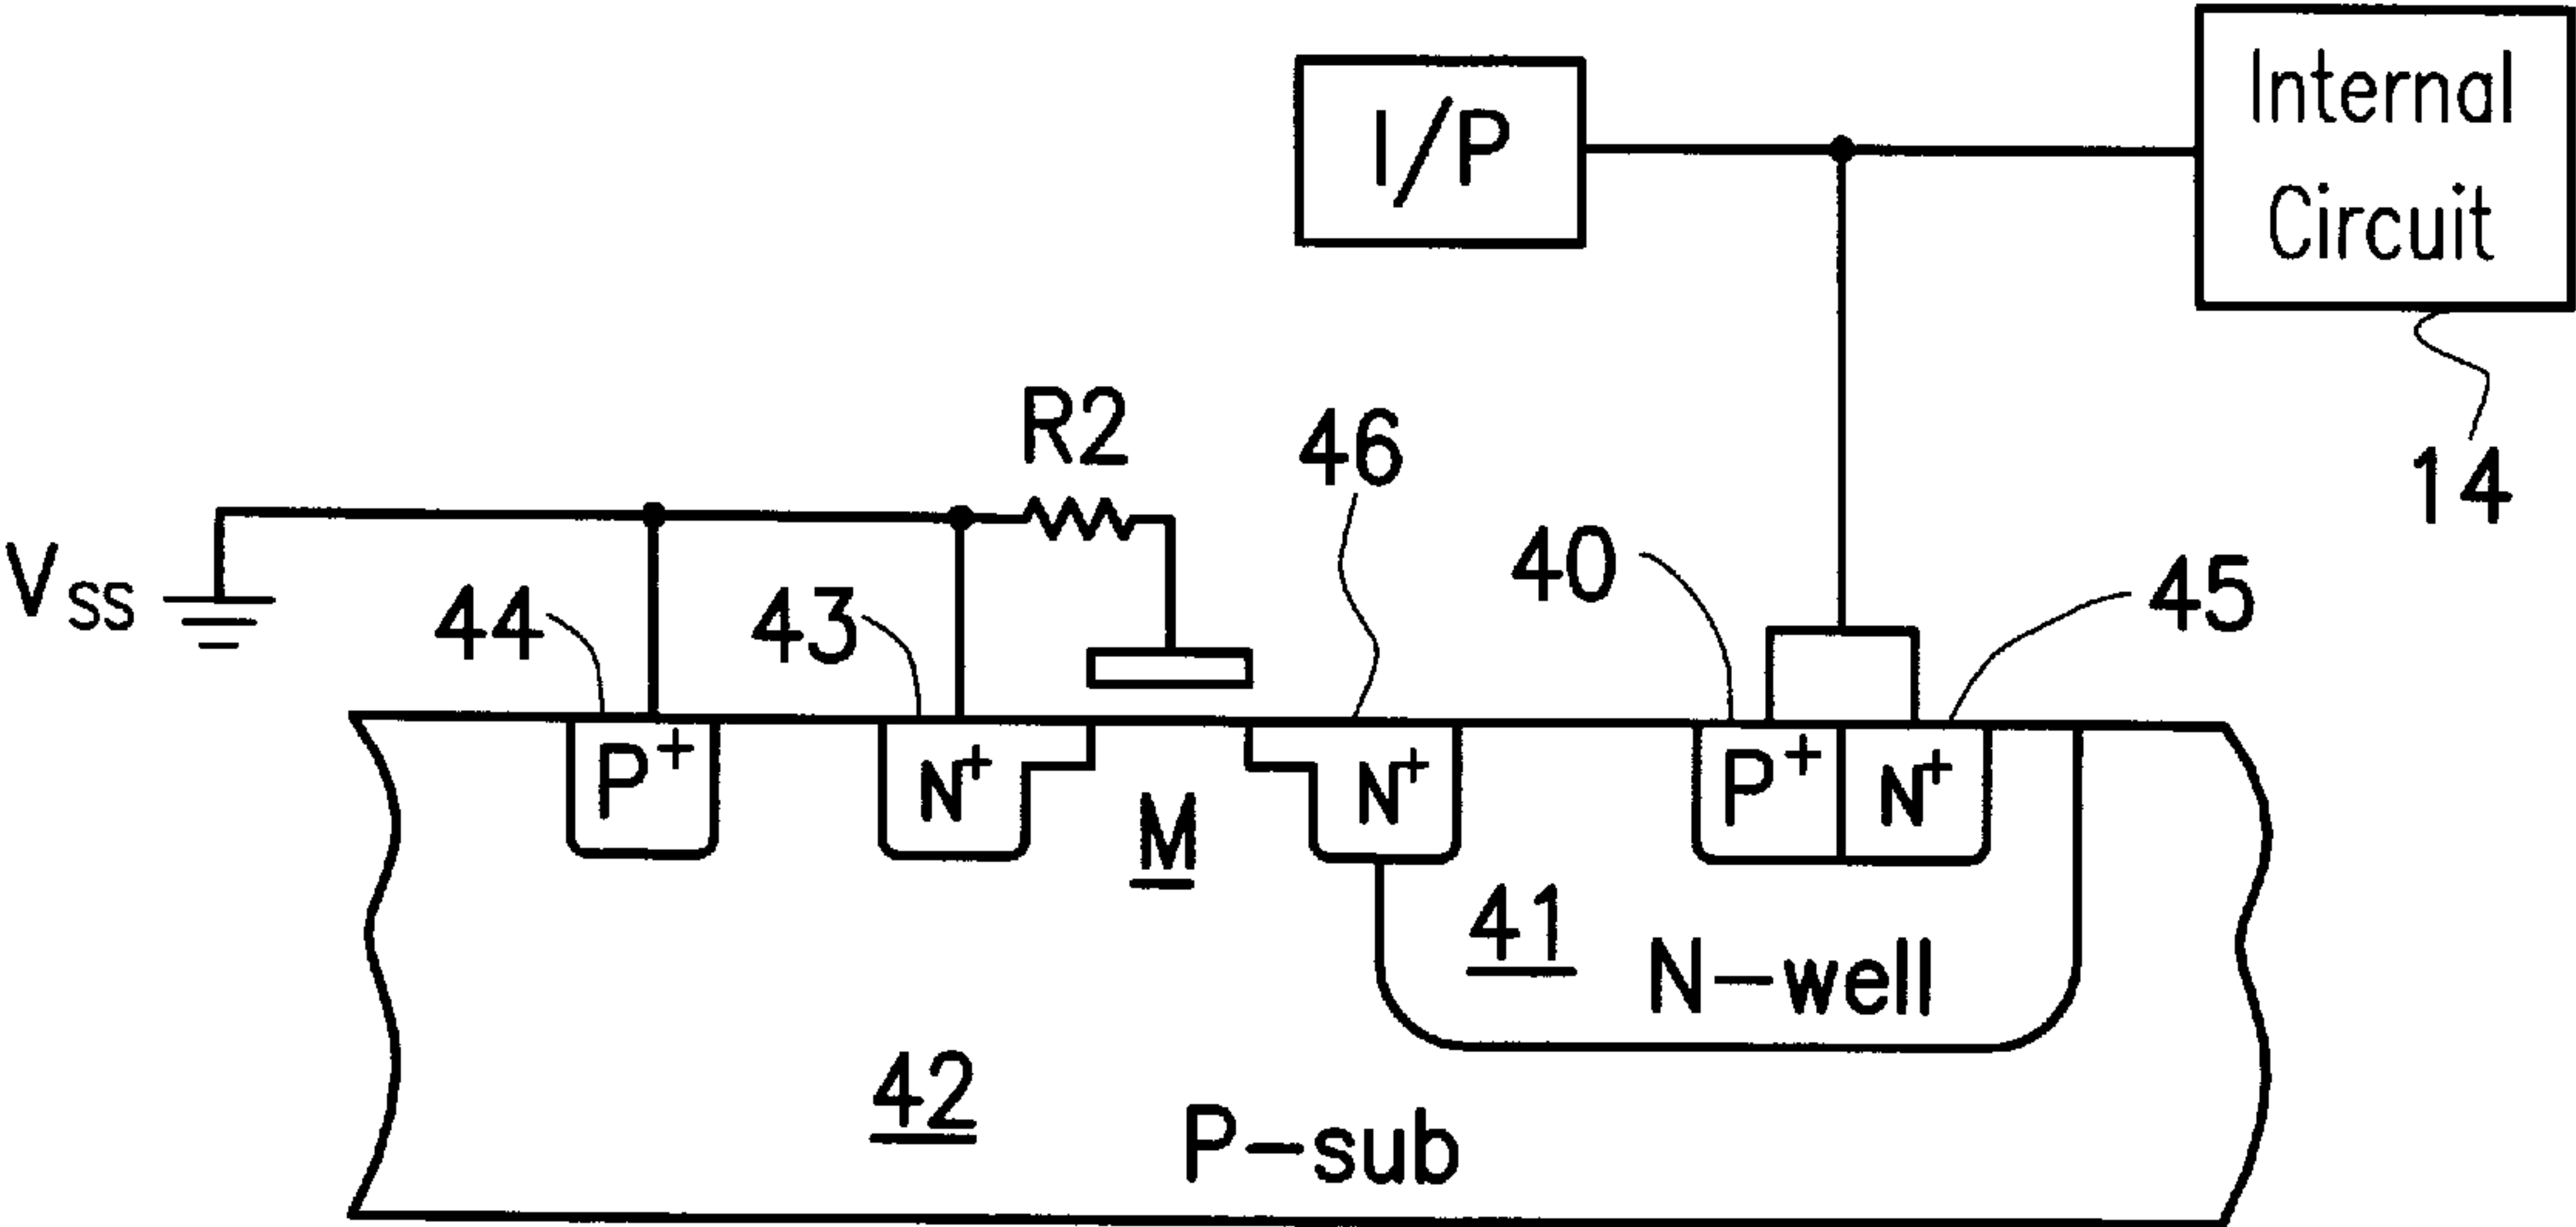 Internal
Circuit
I/P
14
R2
46
40
45
VSS
44
43
P+
N+
M
N+
P+
N+
41
N-well
42
P-sub